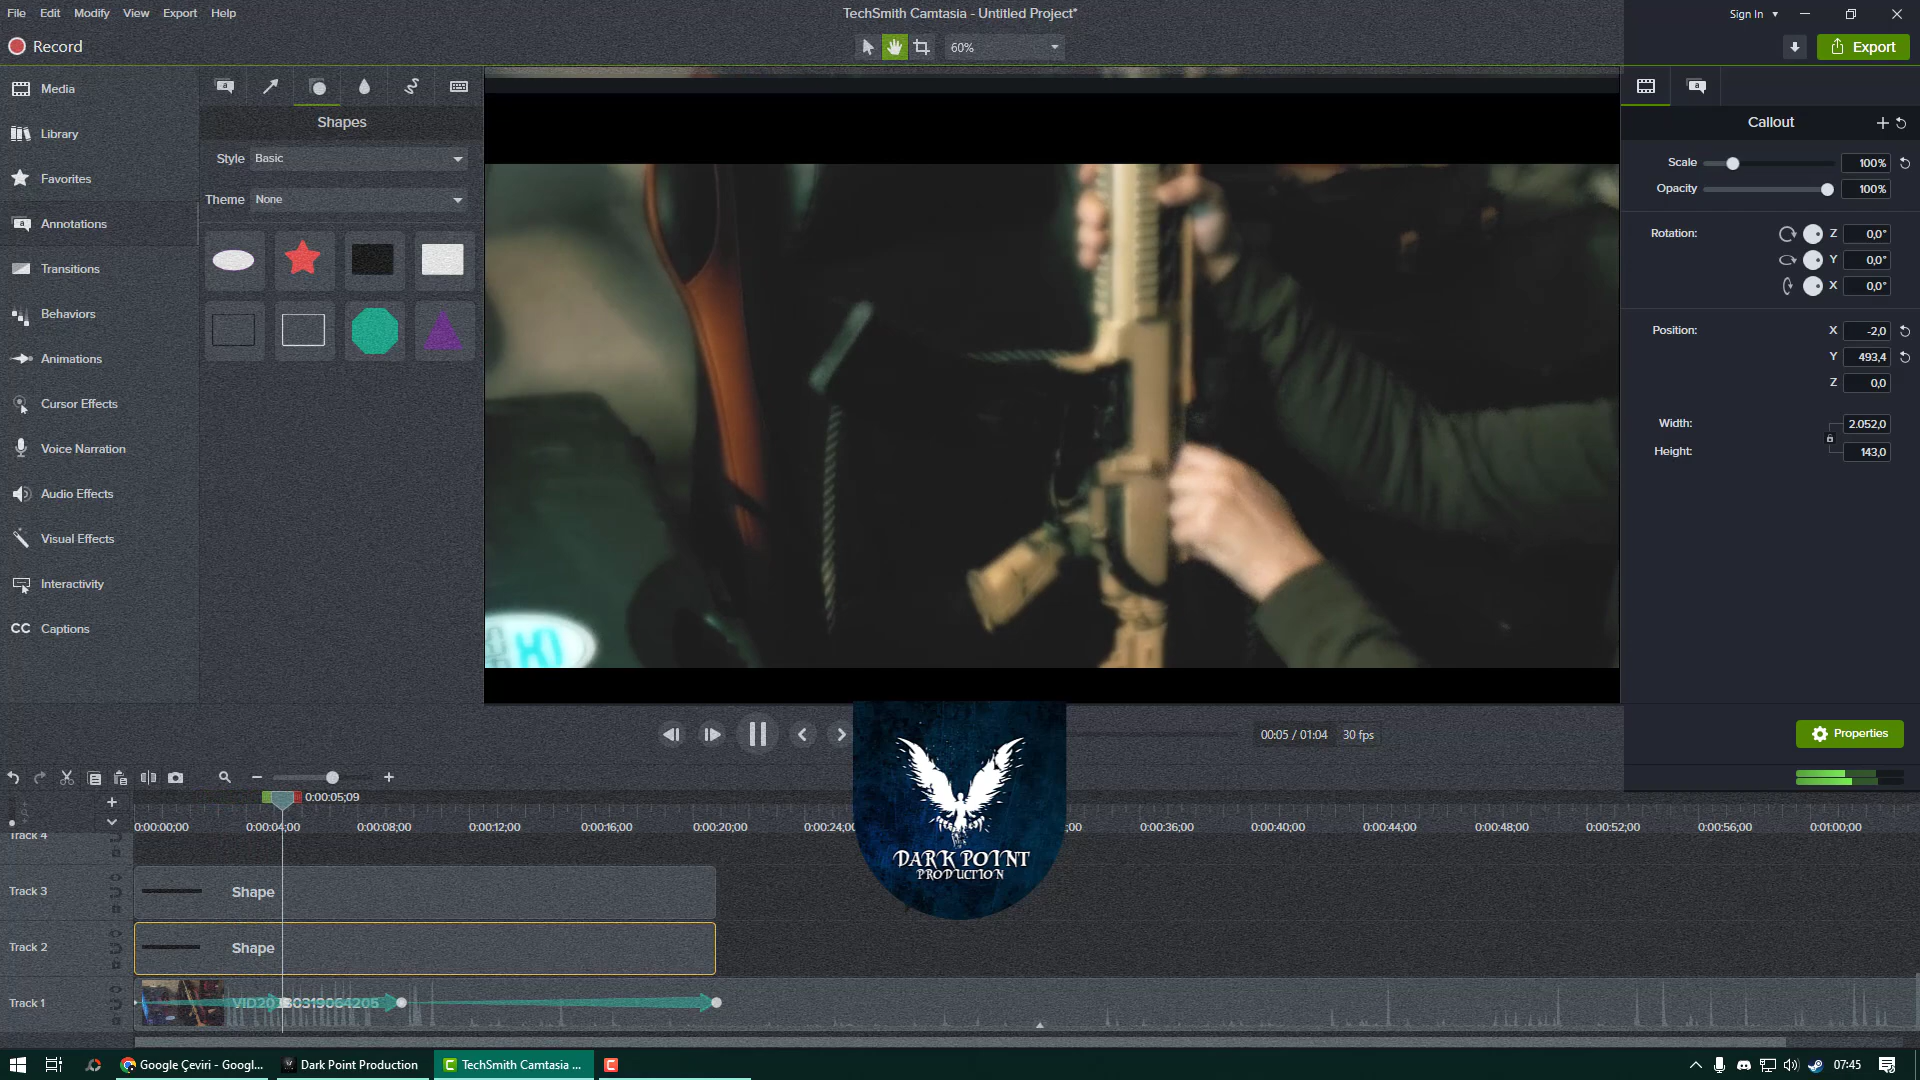 File Edit Modify View Export Help
TechSmith Camtasia - Untitled Project*
Sign In
Record
60%
Export
Media
Library
Favorites
Annotations
Transitions
Behaviors
Animations
Cursor Effects
Voice Narration
Audio Effects
Visual Effects
Interactivity
CC Captions
Shapes
Style Basic
Theme None
Callout
Scale 100%
Opacity 100%
Rotation: Z 0,0°
Y 0,0°
X 0,0°
Position: X -2,0
Y 493,4
Z 0,0
Width: 2.052,0
Height: 143,0
00:05 / 01:04 30 fps
Properties
DARK POINT
PRODUCTION
0:00:05;09
0:00:00;00 0:00:04;00 0:00:08;00 0:00:12;00 0:00:16;00 0:00:20;00 0:00:24;00 0:00:36;00 0:00:40;00 0:00:44;00 0:00:48;00 0:00:52;00 0:00:56;00 0:01:00;00
Track 4
Track 3 Shape
Track 2 Shape
Track 1
Google Çeviri - Googl... Dark Point Production TechSmith Camtasia ... 07:45